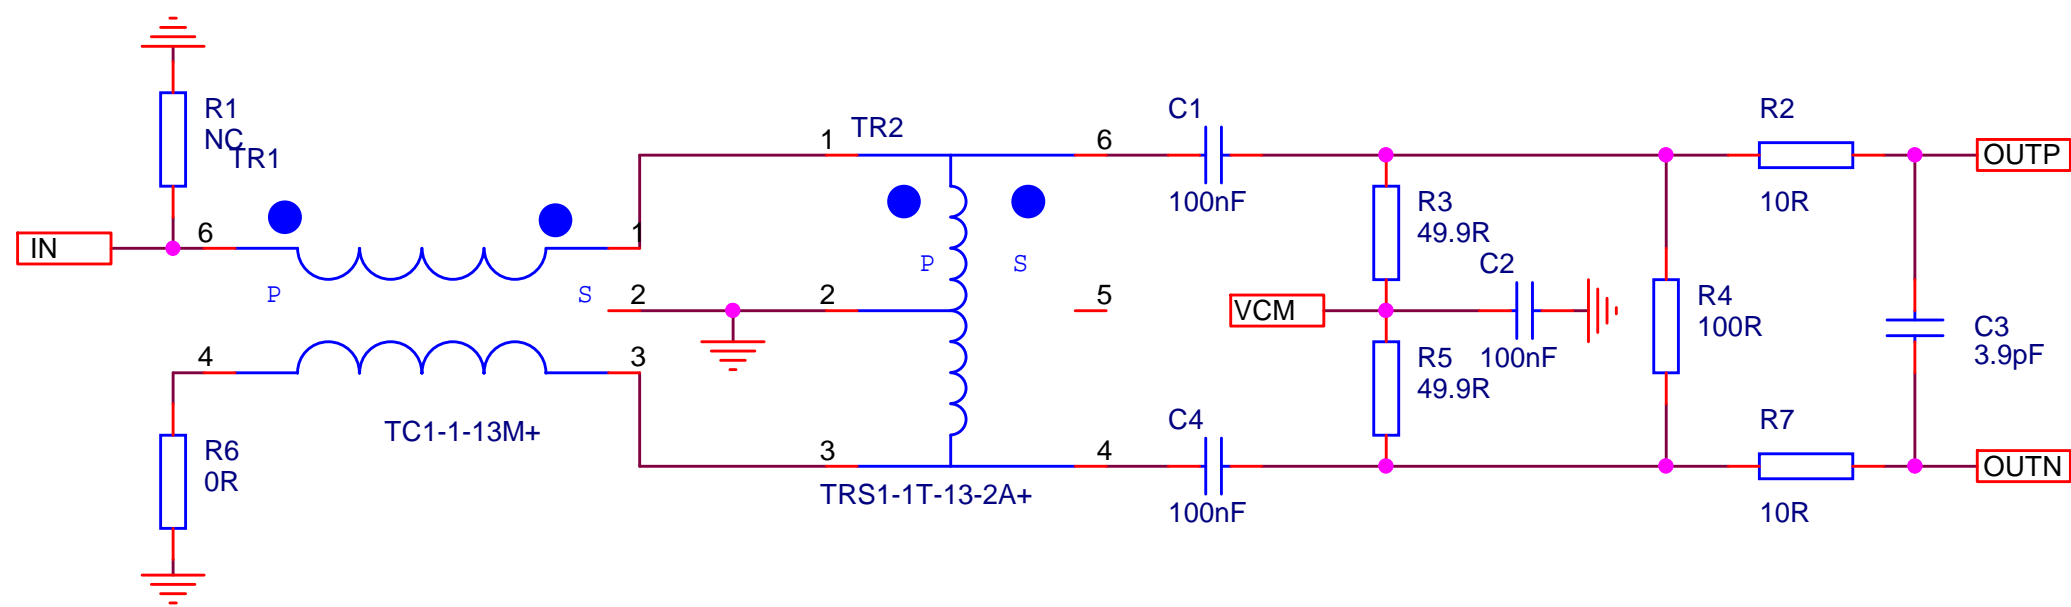 R1
NC
TR1
IN
6
P
S
1
2
4
3
TC1-1-13M+
R6
0R
1
TR2
6
P
S
2
5
3
4
TRS1-1T-13-2A+
C1
100nF
R3
49.9R
C2
VCM
100nF
R5
49.9R
C4
100nF
R4
100R
R2
10R
OUTP
C3
3.9pF
R7
10R
OUTN